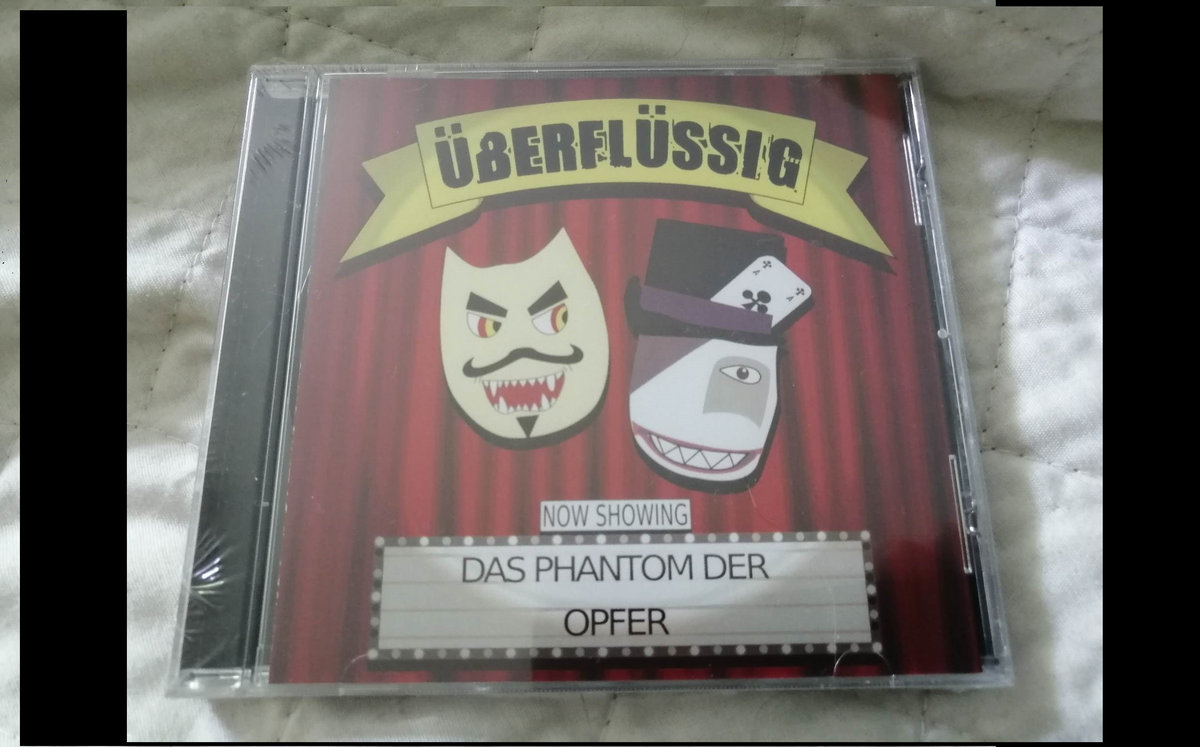 ÜBERFLÜSSIG
A
A
NOW SHOWING
DAS PHANTOM DER
OPFER